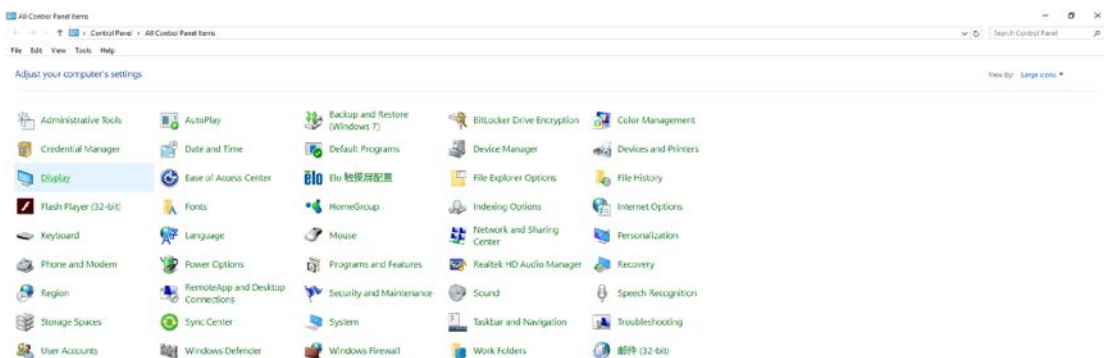 All Control Panel Items
Control Panel › All Control Panel Items
Search Control Panel
File Edit View Tools Help
Adjust your computer's settings
View by: Large icons
Administrative Tools
AutoPlay
Backup and Restore
(Windows 7)
BitLocker Drive Encryption
Color Management
Credential Manager
Date and Time
Default Programs
Device Manager
Devices and Printers
Display
Ease of Access Center
elo Elo 触摸屏配置
File Explorer Options
File History
Flash Player (32-bit)
Fonts
HomeGroup
Indexing Options
Internet Options
Keyboard
Language
Mouse
Network and Sharing
Center
Personalization
Phone and Modem
Power Options
Programs and Features
Realtek HD Audio Manager
Recovery
Region
RemoteApp and Desktop
Connections
Security and Maintenance
Sound
Speech Recognition
Storage Spaces
Sync Center
System
Taskbar and Navigation
Troubleshooting
User Accounts
Windows Defender
Windows Firewall
Work Folders
邮件 (32-bit)